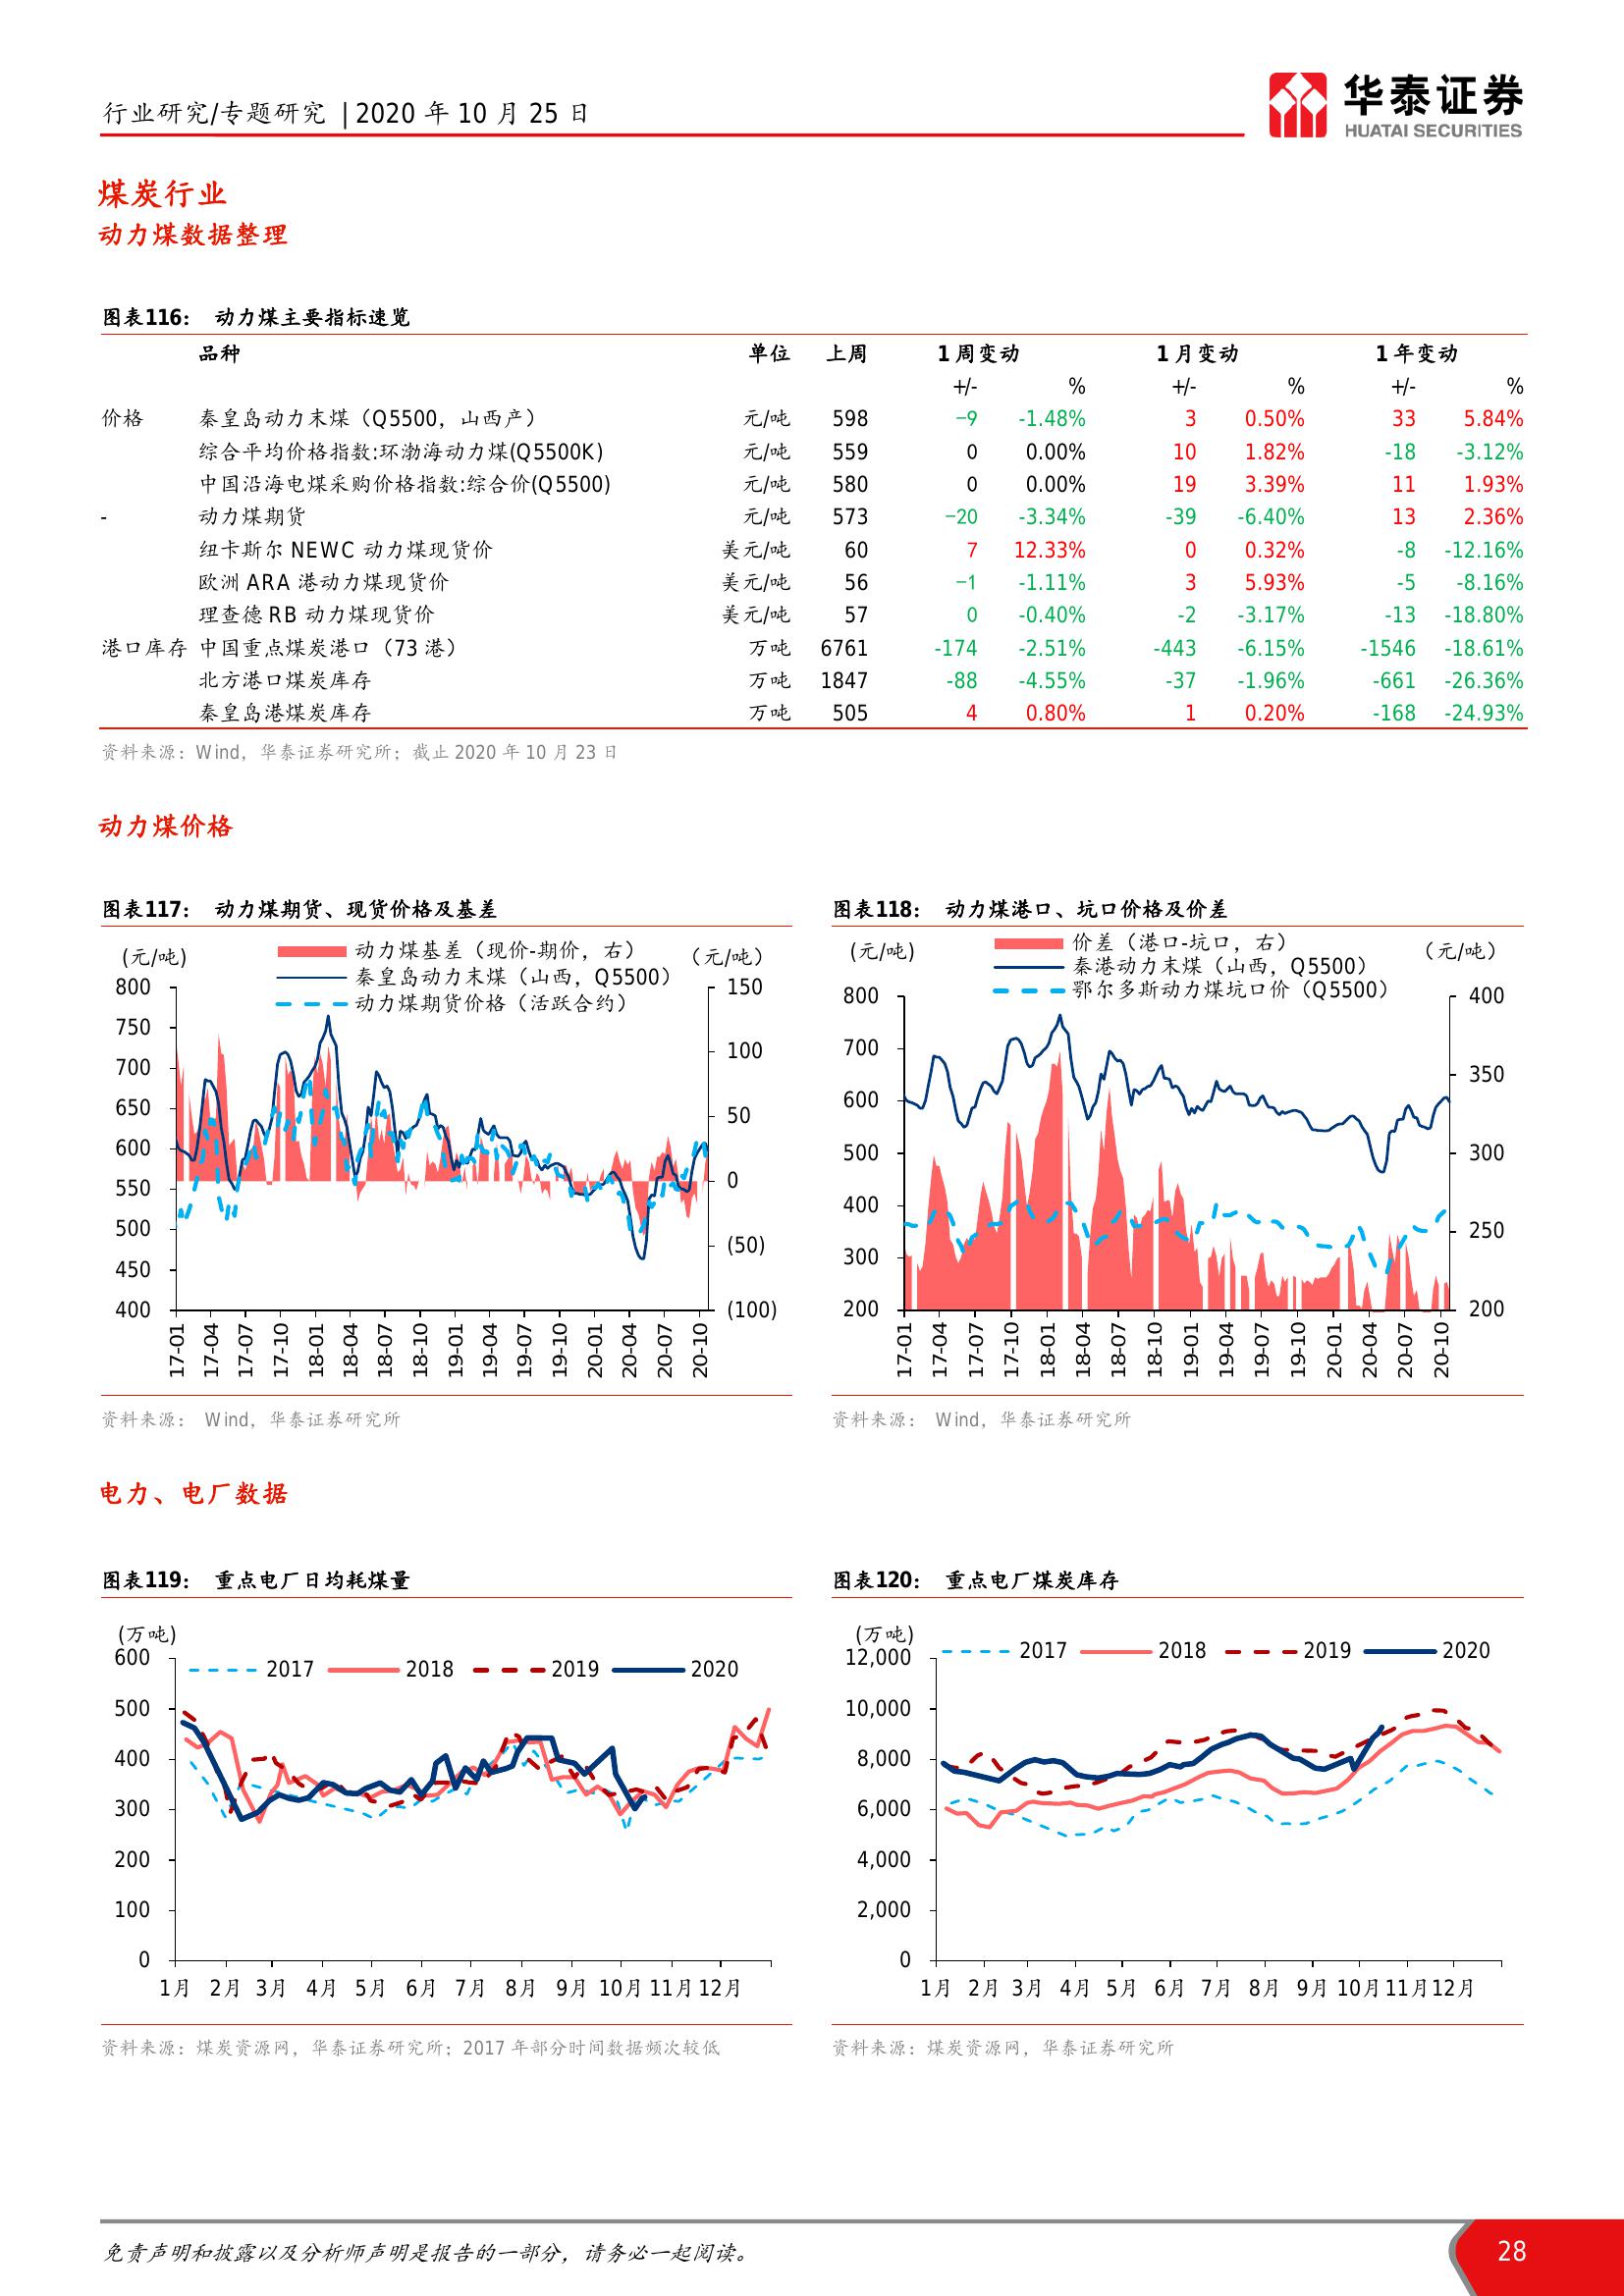 行业研究/专题研究 | 2020 年 10 月 25 日
华泰证券
HUATAI SECURITIES
煤炭行业
动力煤数据整理
图表116： 动力煤主要指标速览
品种 单位 上周 1 周变动 1 月变动 1 年变动
+/- % +/- % +/- %
价格 秦皇岛动力末煤（Q5500，山西产） 元/吨 598 −9 -1.48% 3 0.50% 33 5.84%
综合平均价格指数:环渤海动力煤(Q5500K) 元/吨 559 0 0.00% 10 1.82% -18 -3.12%
中国沿海电煤采购价格指数:综合价(Q5500) 元/吨 580 0 0.00% 19 3.39% 11 1.93%
- 动力煤期货 元/吨 573 −20 -3.34% -39 -6.40% 13 2.36%
纽卡斯尔 NEWC 动力煤现货价 美元/吨 60 7 12.33% 0 0.32% -8 -12.16%
欧洲 ARA 港动力煤现货价 美元/吨 56 −1 -1.11% 3 5.93% -5 -8.16%
理查德 RB 动力煤现货价 美元/吨 57 0 -0.40% -2 -3.17% -13 -18.80%
港口库存 中国重点煤炭港口（73 港） 万吨 6761 -174 -2.51% -443 -6.15% -1546 -18.61%
北方港口煤炭库存 万吨 1847 -88 -4.55% -37 -1.96% -661 -26.36%
秦皇岛港煤炭库存 万吨 505 4 0.80% 1 0.20% -168 -24.93%
资料来源：Wind，华泰证券研究所；截止 2020 年 10 月 23 日
动力煤价格
图表117： 动力煤期货、现货价格及基差
（元/吨) 动力煤基差（现价-期价，右） （元/吨）
秦皇岛动力末煤（山西，Q5500）
动力煤期货价格（活跃合约）
800 150
750
700 100
650
600 50
550 0
500
450 (50)
400 (100)
17-01 17-04 17-07 17-10 18-01 18-04 18-07 18-10 19-01 19-04 19-07 19-10 20-01 20-04 20-07 20-10
资料来源： Wind，华泰证券研究所
图表118： 动力煤港口、坑口价格及价差
（元/吨) 价差（港口-坑口，右） （元/吨）
秦港动力末煤（山西，Q5500）
鄂尔多斯动力煤坑口价（Q5500）
800 400
700
600 350
500 300
400
300 250
200 200
17-01 17-04 17-07 17-10 18-01 18-04 18-07 18-10 19-01 19-04 19-07 19-10 20-01 20-04 20-07 20-10
资料来源： Wind，华泰证券研究所
电力、电厂数据
图表119： 重点电厂日均耗煤量
(万吨)
2017 2018 2019 2020
600
500
400
300
200
100
0
1月 2月 3月 4月 5月 6月 7月 8月 9月 10月 11月 12月
资料来源：煤炭资源网，华泰证券研究所；2017 年部分时间数据频次较低
图表120： 重点电厂煤炭库存
(万吨)
2017 2018 2019 2020
12,000
10,000
8,000
6,000
4,000
2,000
0
1月 2月 3月 4月 5月 6月 7月 8月 9月 10月 11月 12月
资料来源：煤炭资源网，华泰证券研究所
免责声明和披露以及分析师声明是报告的一部分，请务必一起阅读。
28